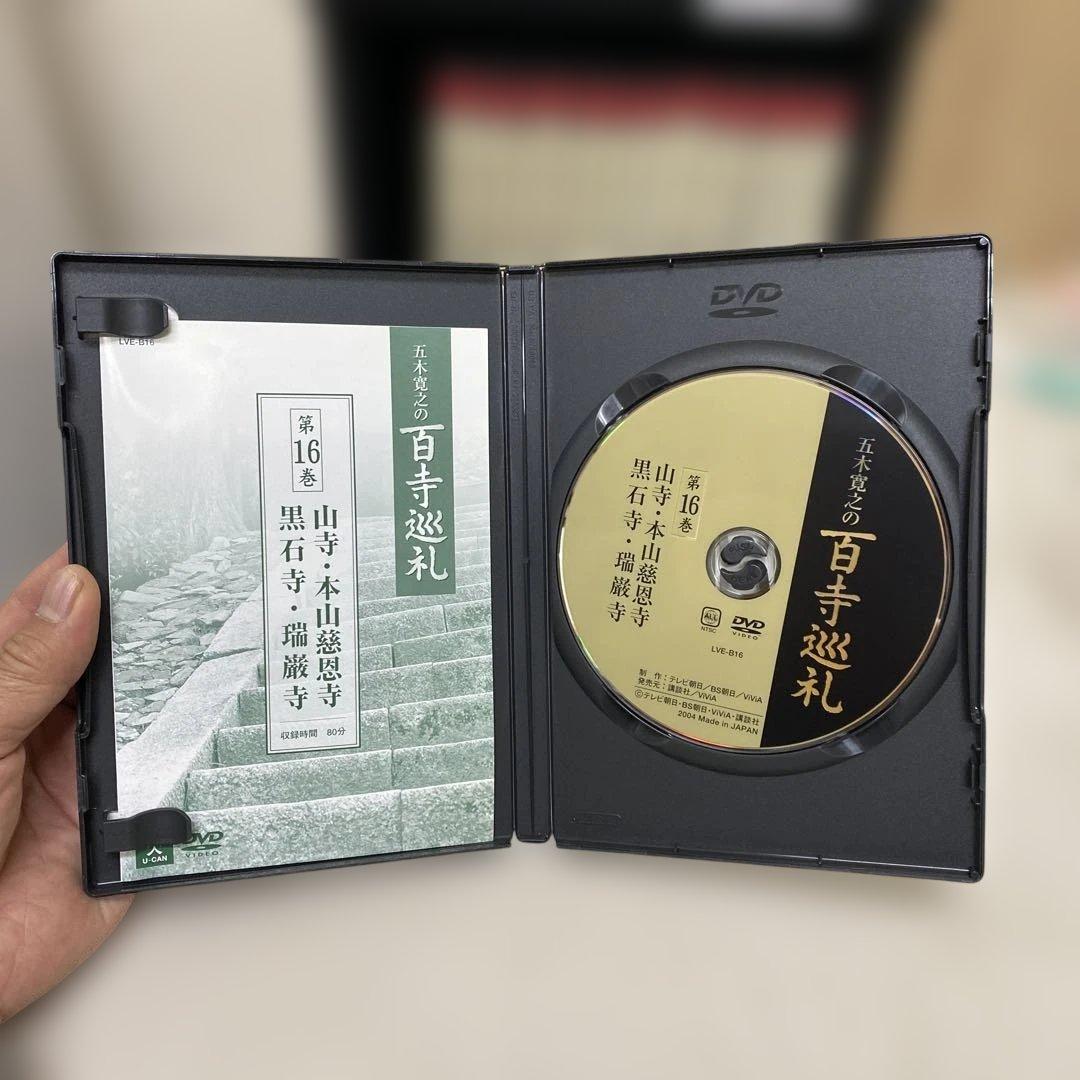 LVE-B16
五木寛之の
百寺巡礼
第
16
巻
山寺・本山慈恩寺
黒石寺・瑞巌寺
収録時間 80分
U-CAN
DVD
VIDEO
DVD
五木寛之の
百寺巡礼
第16巻
山寺・本山慈恩寺
黒石寺・瑞巌寺
ALL
NTSC
DVD
VIDEO
LVE-B16
制 作：テレビ朝日／BS朝日／ViViA
発売元：講談社／ViViA
©テレビ朝日・BS朝日・ViViA・講談社
2004 Made in JAPAN